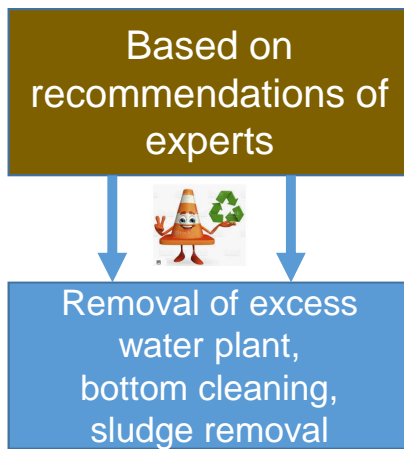 Based on
recommendations of
experts
Removal of excess
water plant,
bottom cleaning,
sludge removal